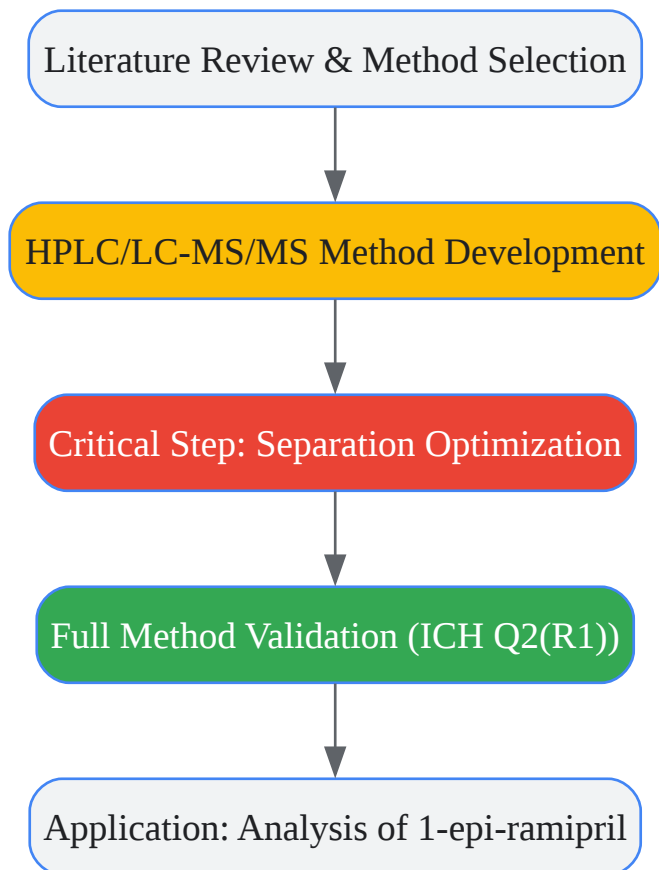 Literature Review & Method Selection
HPLC/LC-MS/MS Method Development
Critical Step: Separation Optimization
Full Method Validation (ICH Q2(R1))
Application: Analysis of 1-epi-ramipril